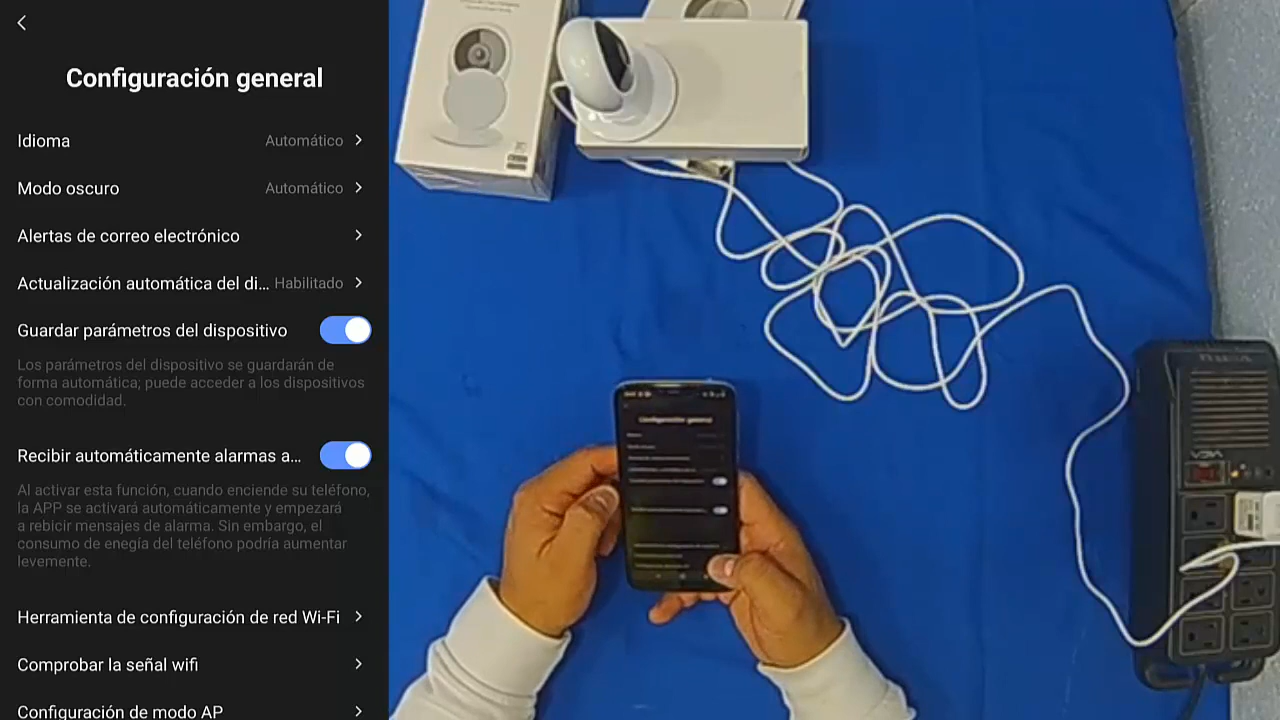 Configuración general
Idioma Automático
Modo oscuro Automático
Alertas de correo electrónico
Actualización automática del di... Habilitado
Guardar parámetros del dispositivo
Los parámetros del dispositivo se guardarán de
forma automática; puede acceder a los dispositivos
con comodidad.
Recibir automáticamente alarmas a...
Al activar esta función, cuando enciende su teléfono,
la APP se activará automáticamente y empezará
a rebicir mensajes de alarma. Sin embargo, el
consumo de enegía del teléfono podría aumentar
levemente.
Herramienta de configuración de red Wi-Fi
Comprobar la señal wifi
Configuración de modo AP
Configuración general